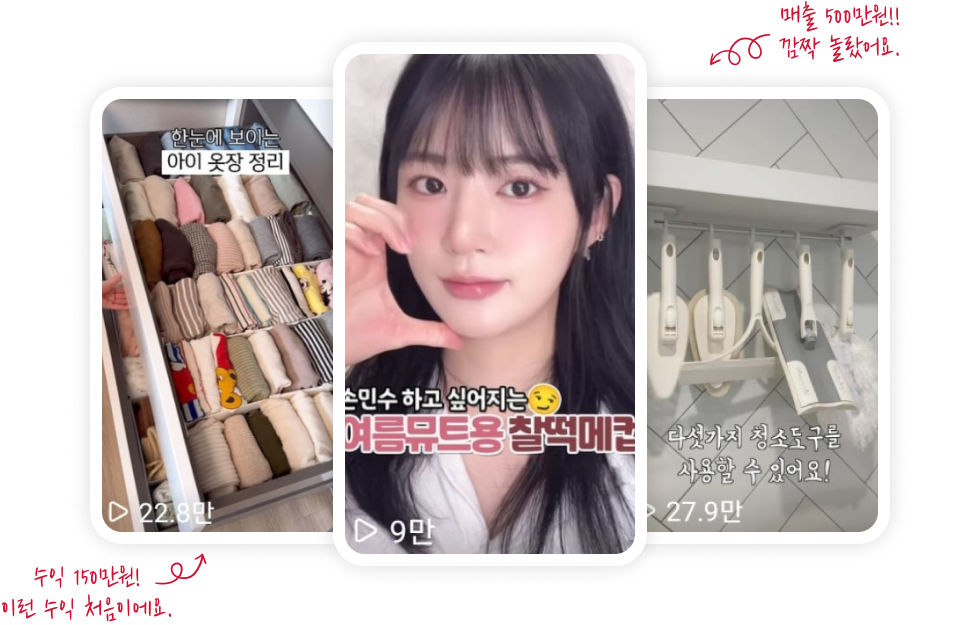 매출 500만원!!
깜짝 놀랐어요.
한눈에 보이는
아이 옷장 정리
22.8만
손민수 하고 싶어지는
여름뮤트용 찰떡메컵
9만
다섯가지 청소도구를
사용할 수 있어요!
27.9만
수익 150만원!
이런 수익 처음이에요.